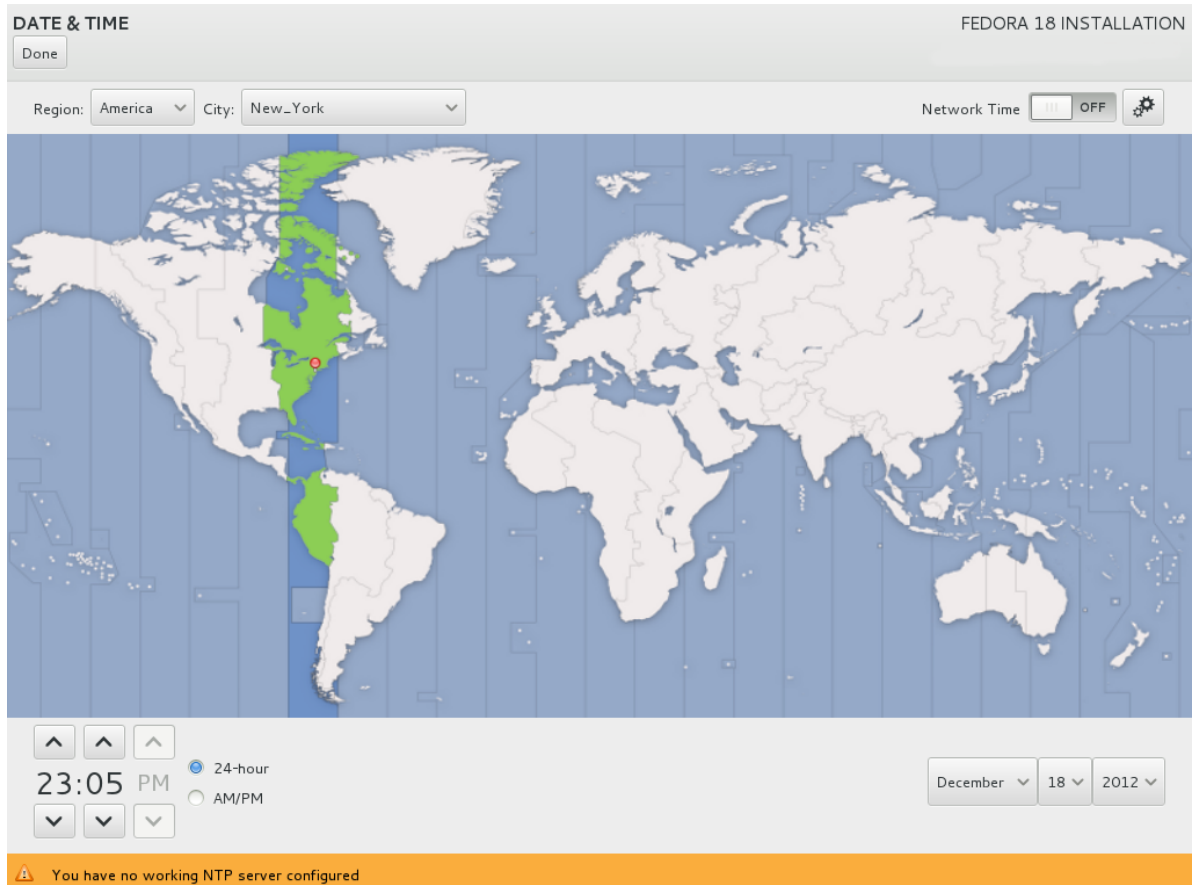 DATE & TIME
FEDORA 18 INSTALLATION
Done
Region: America City: New_York Network Time OFF
23:05 PM
24-hour
AM/PM
December 18 2012
You have no working NTP server configured